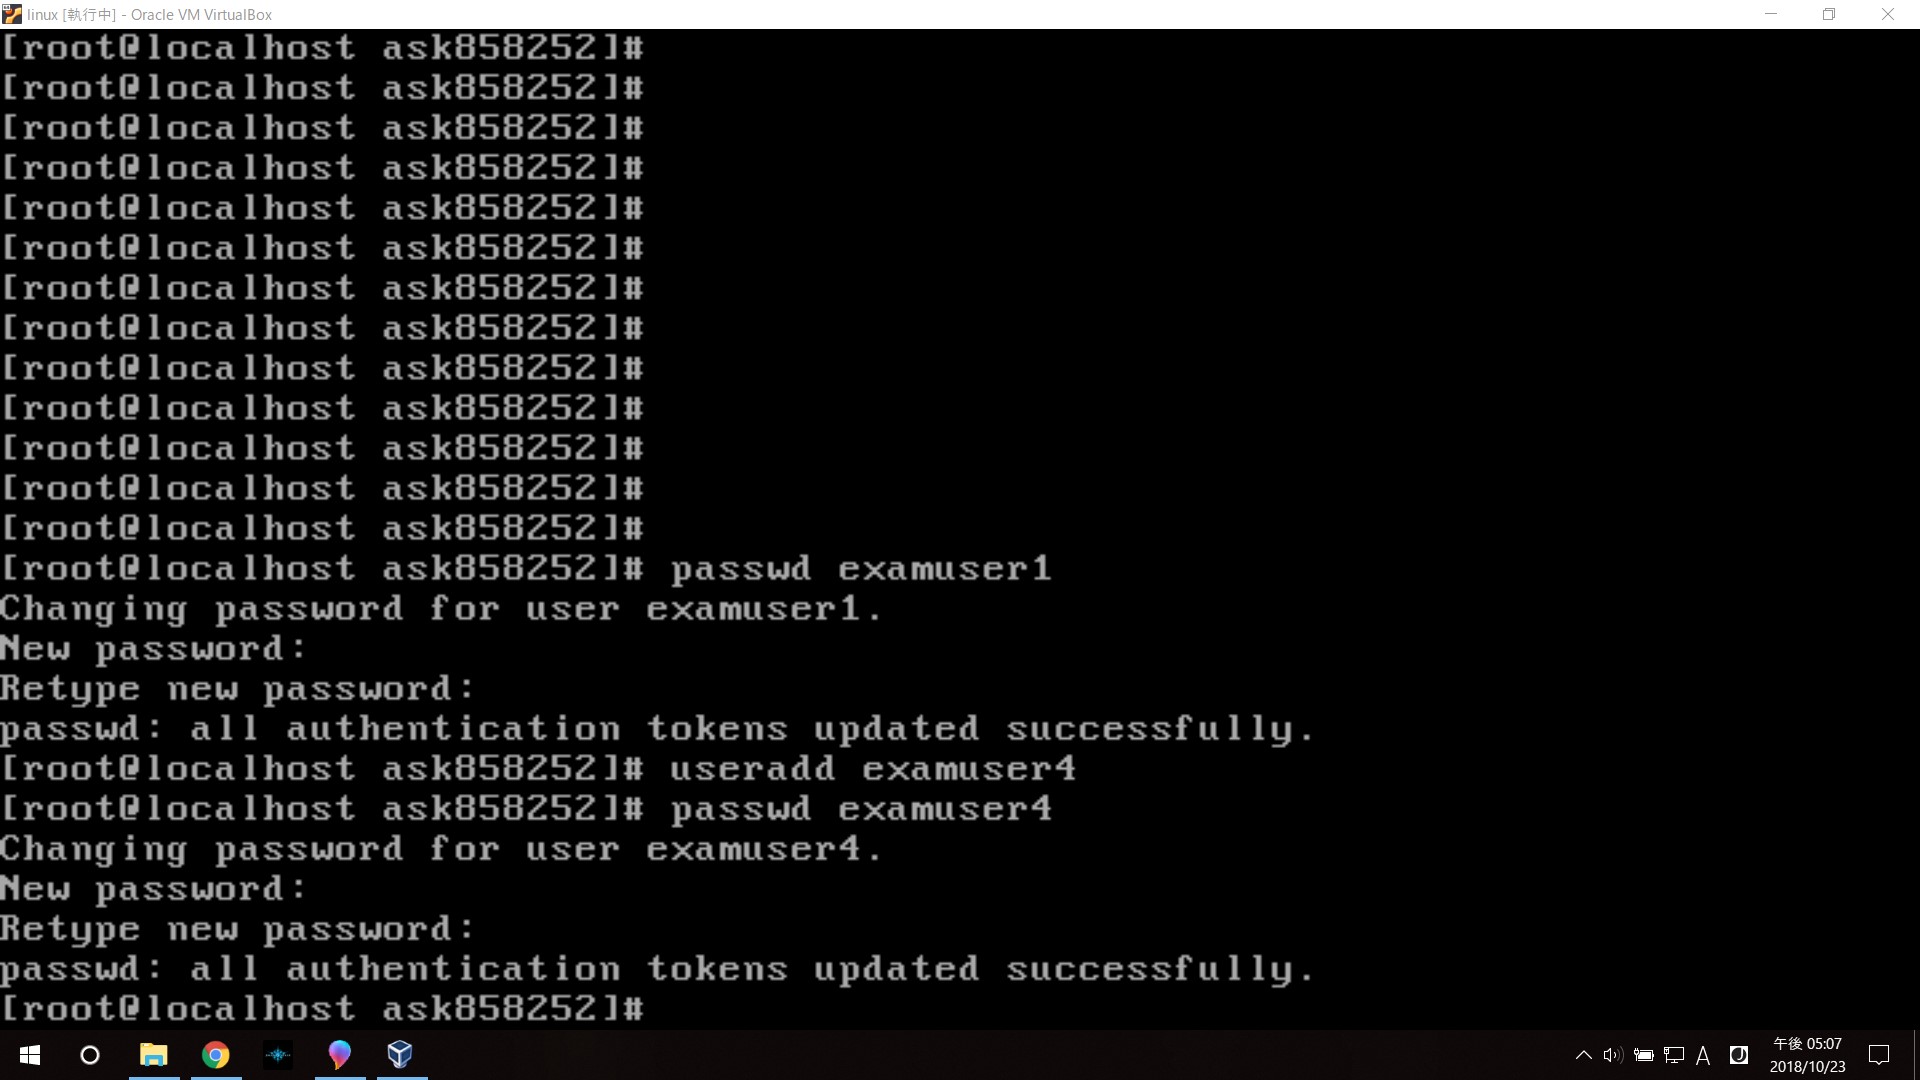 linux [執行中] - Oracle VM VirtualBox
[root@localhost ask858252]#
[root@localhost ask858252]#
[root@localhost ask858252]#
[root@localhost ask858252]#
[root@localhost ask858252]#
[root@localhost ask858252]#
[root@localhost ask858252]#
[root@localhost ask858252]#
[root@localhost ask858252]#
[root@localhost ask858252]#
[root@localhost ask858252]#
[root@localhost ask858252]#
[root@localhost ask858252]#
[root@localhost ask858252]# passwd examuser1
Changing password for user examuser1.
New password:
Retype new password:
passwd: all authentication tokens updated successfully.
[root@localhost ask858252]# useradd examuser4
[root@localhost ask858252]# passwd examuser4
Changing password for user examuser4.
New password:
Retype new password:
passwd: all authentication tokens updated successfully.
[root@localhost ask858252]#
A
午後 05:07
2018/10/23